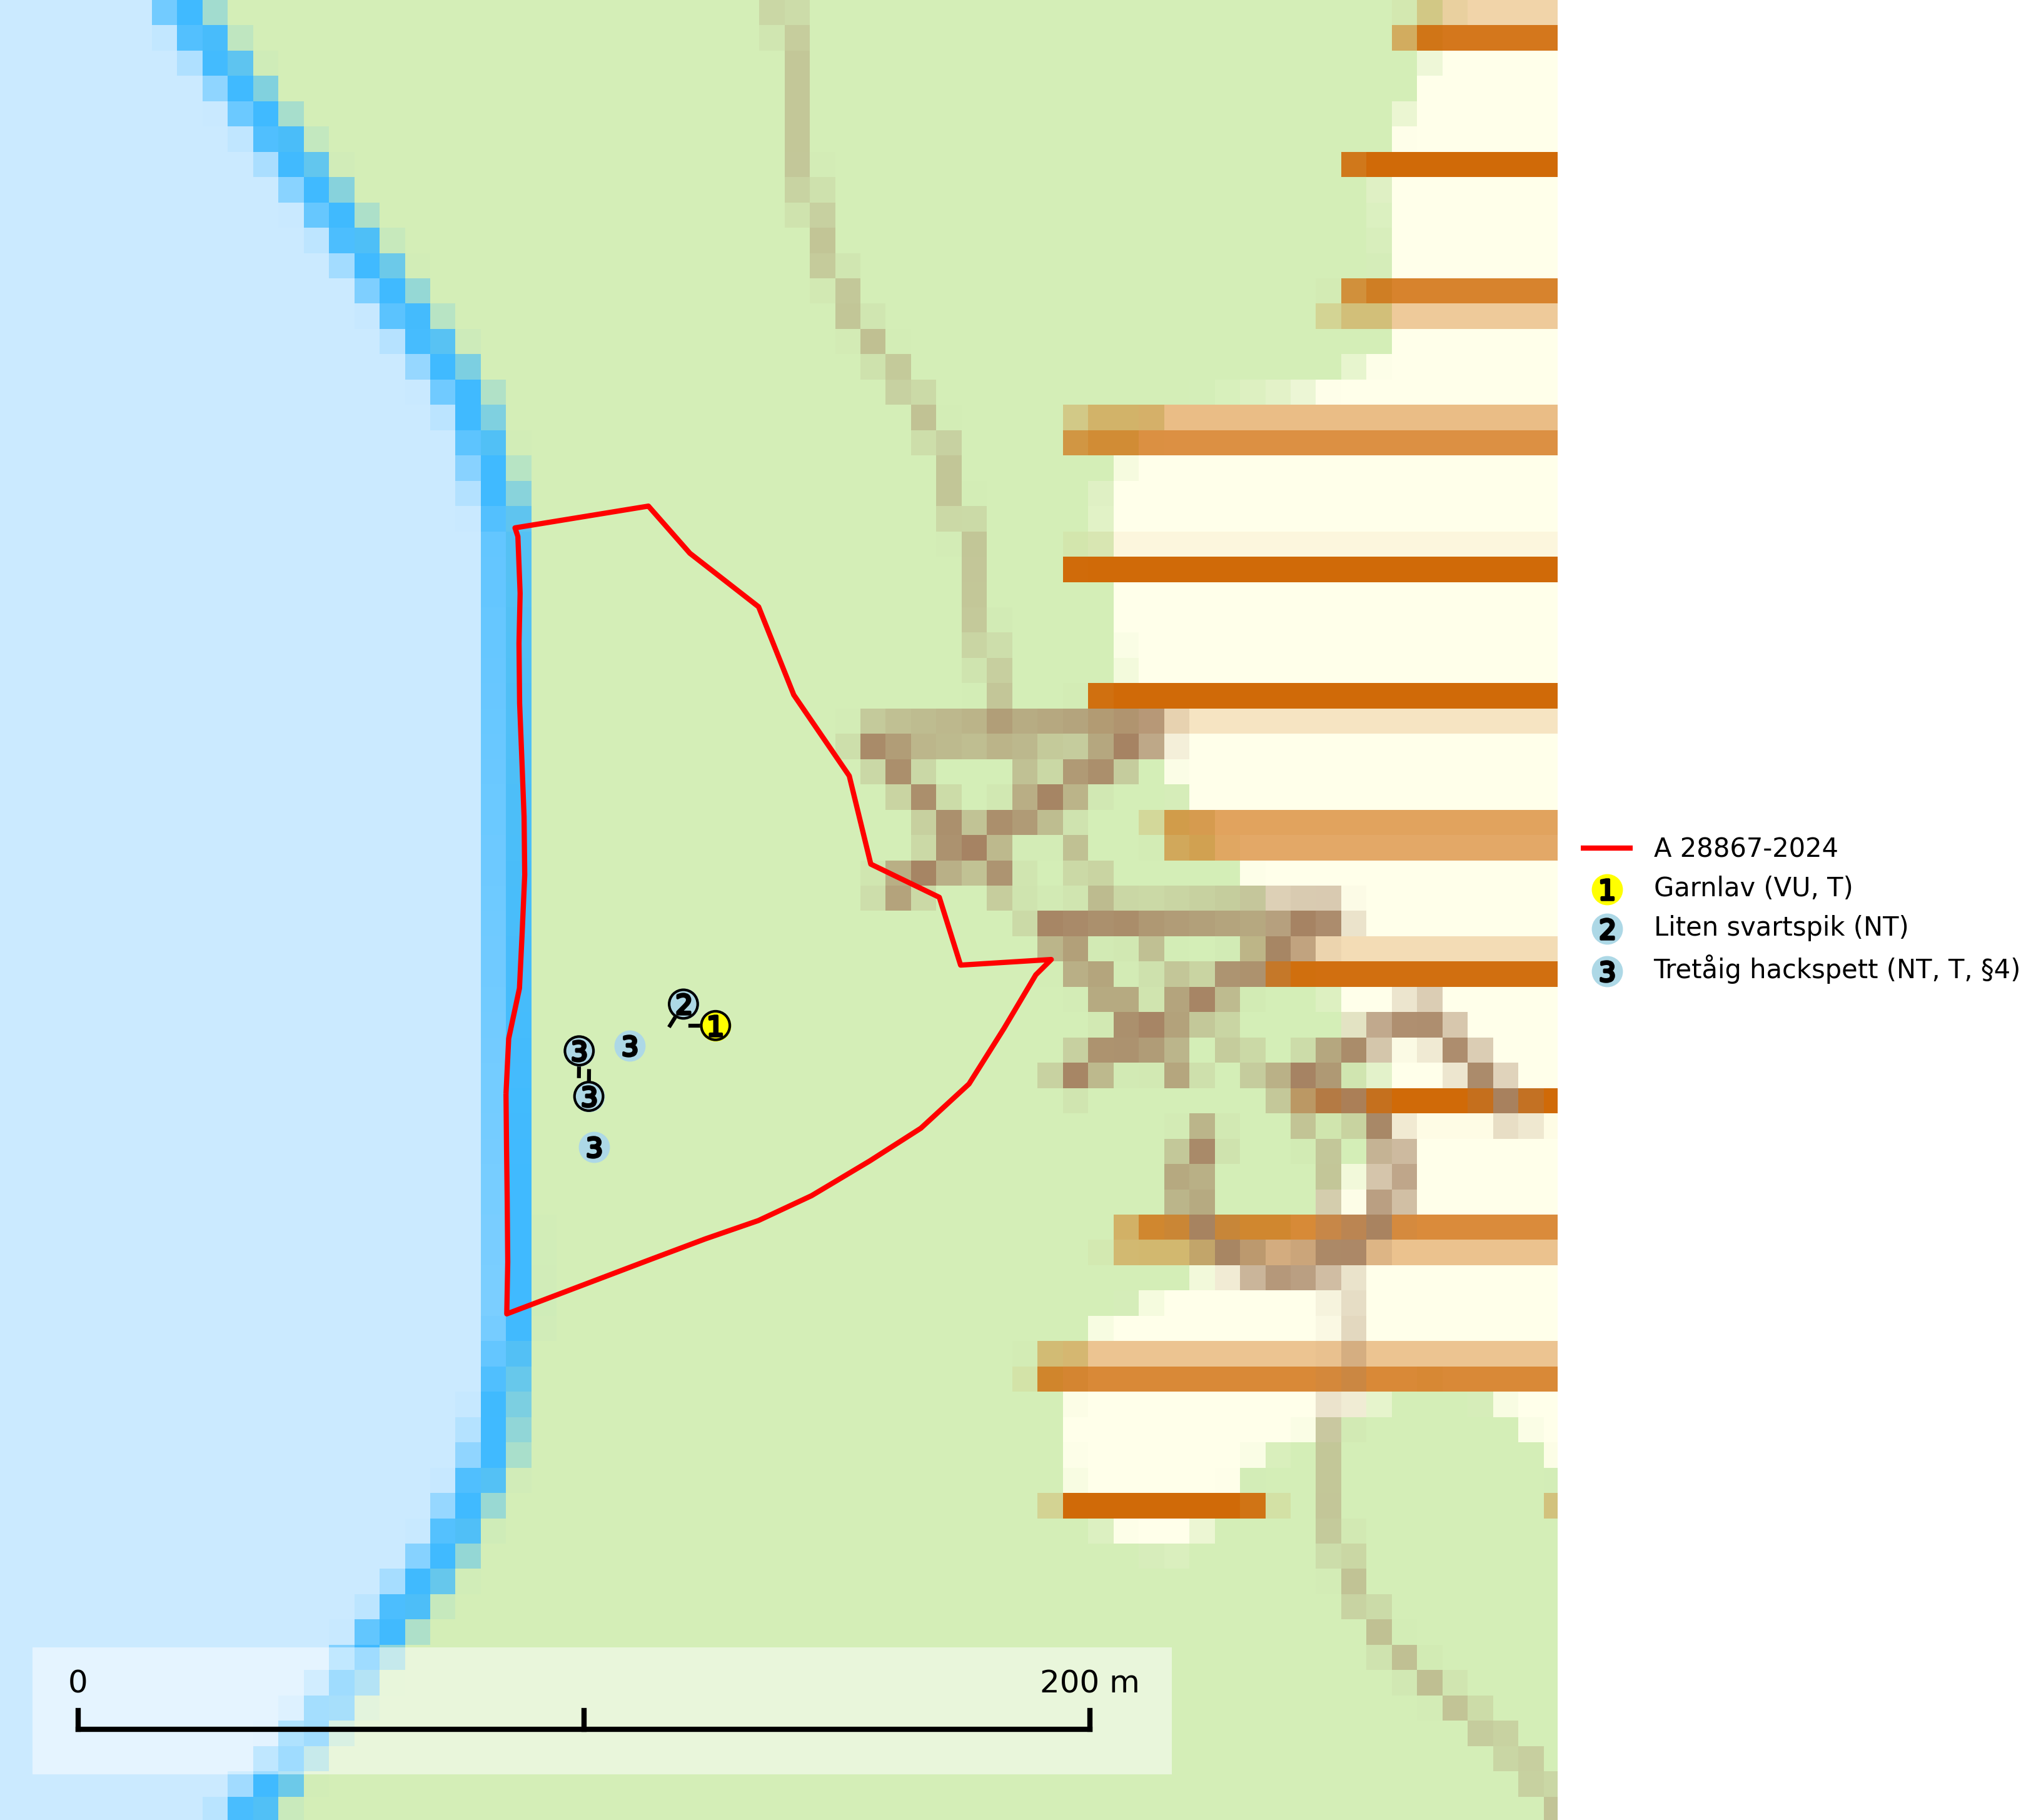 2
1
3
3
3
3
A 28867-2024
1 Garnlav (VU, T)
2 Liten svartspik (NT)
3 Tretåig hackspett (NT, T, §4)
0 200 m